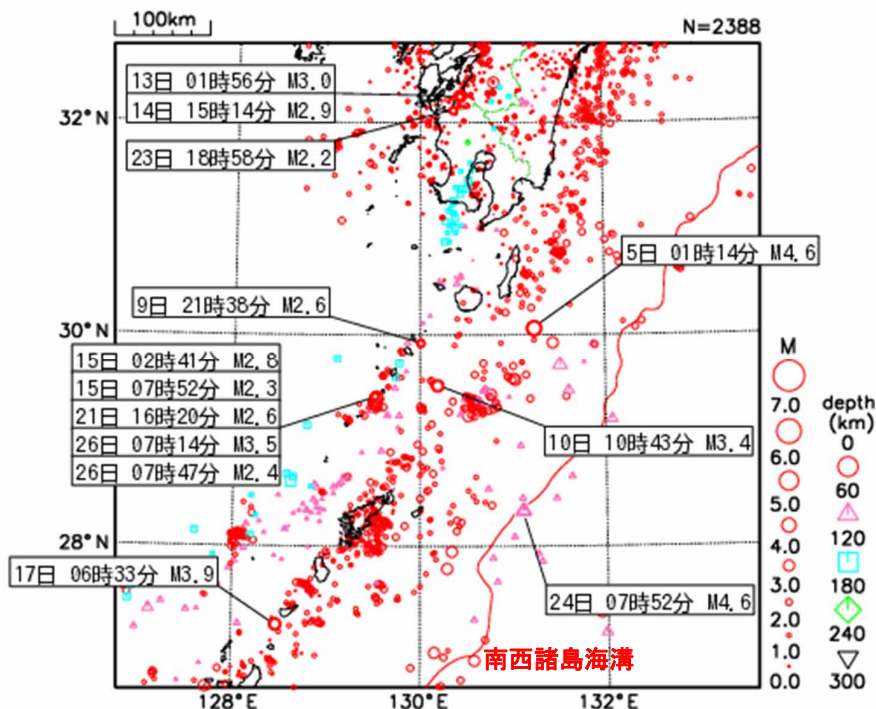 100km
N=2388
13日 01時56分 M3.0
14日 15時14分 M2.9
32°N
23日 18時58分 M2.2
5日 01時14分 M4.6
9日 21時38分 M2.6
30°N
15日 02時41分 M2.8
15日 07時52分 M2.3
21日 16時20分 M2.6
26日 07時14分 M3.5
26日 07時47分 M2.4
10日 10時43分 M3.4
28°N
17日 06時33分 M3.9
24日 07時52分 M4.6
南西諸島海溝
128°E
130°E
132°E
M
7.0
6.0
5.0
4.0
3.0
2.0
1.0
0.0
depth
(km)
0
60
120
180
240
300